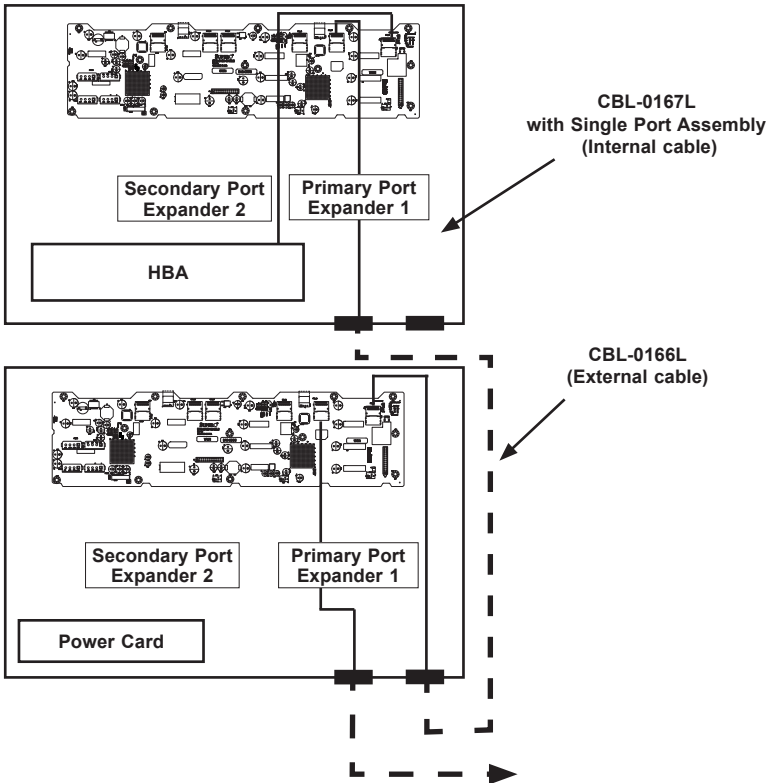 CBL-0167L
with Single Port Assembly
(Internal cable)
Secondary Port
Expander 2
Primary Port
Expander 1
HBA
CBL-0166L
(External cable)
Secondary Port
Expander 2
Primary Port
Expander 1
Power Card